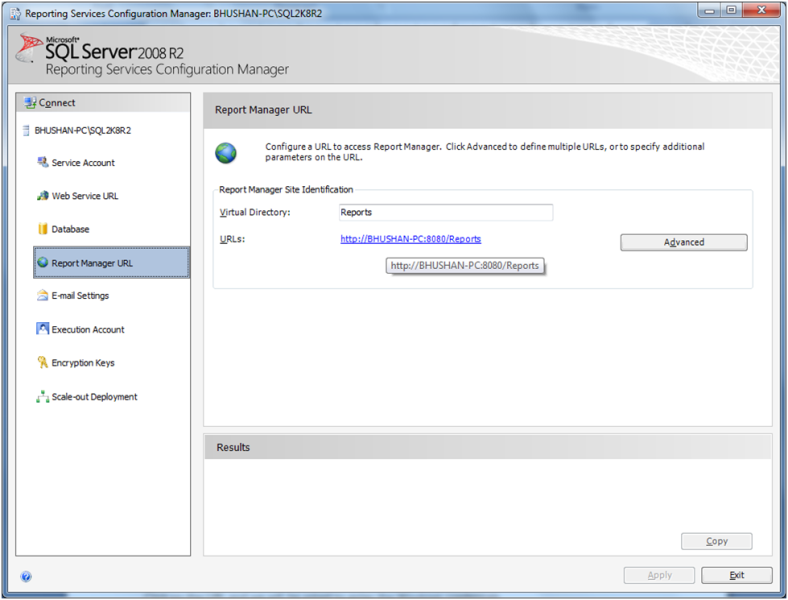 Reporting Services Configuration Manager: BHUSHAN-PC\SQL2K8R2
Microsoft®
SQL Server 2008 R2
Reporting Services Configuration Manager
Connect
BHUSHAN-PC\SQL2K8R2
Service Account
Web Service URL
Database
Report Manager URL
E-mail Settings
Execution Account
Encryption Keys
Scale-out Deployment
Report Manager URL
Configure a URL to access Report Manager. Click Advanced to define multiple URLs, or to specify additional
parameters on the URL.
Report Manager Site Identification
Virtual Directory: Reports
URLs: http://BHUSHAN-PC:8080/Reports Advanced
http://BHUSHAN-PC:8080/Reports
Results
Copy
Apply Exit